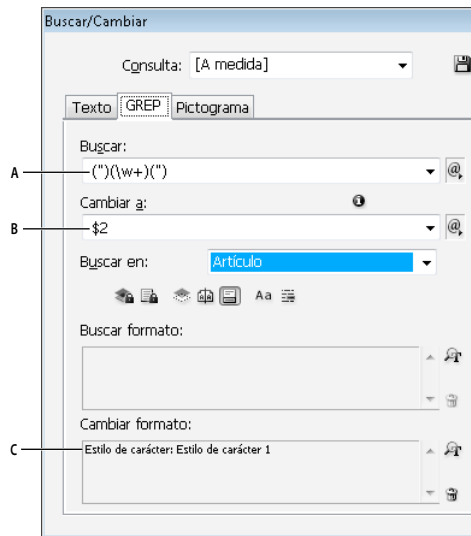 Buscar/Cambiar
Consulta: [A medida]
Texto GREP Pictograma
Buscar:
A (")(\w+)(")
Cambiar a:
B $2
Buscar en: Artículo
Aa
Buscar formato:
Cambiar formato:
C Estilo de carácter: Estilo de carácter 1